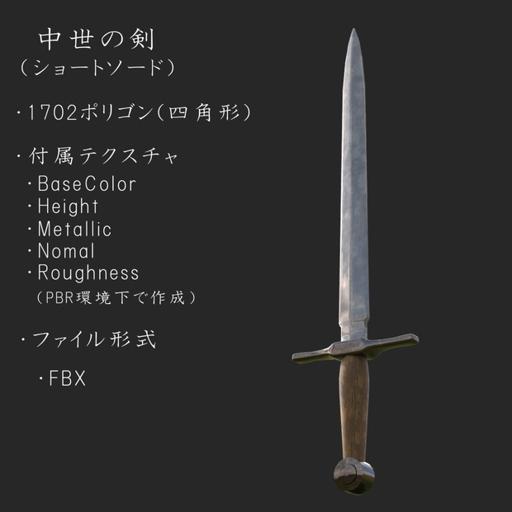 中世の剣
（ショートソード）
・1702ポリゴン(四角形)
・付属テクスチャ
・BaseColor
・Height
・Metallic
・Nomal
・Roughness
（PBR環境下で作成）
・ファイル形式
・FBX